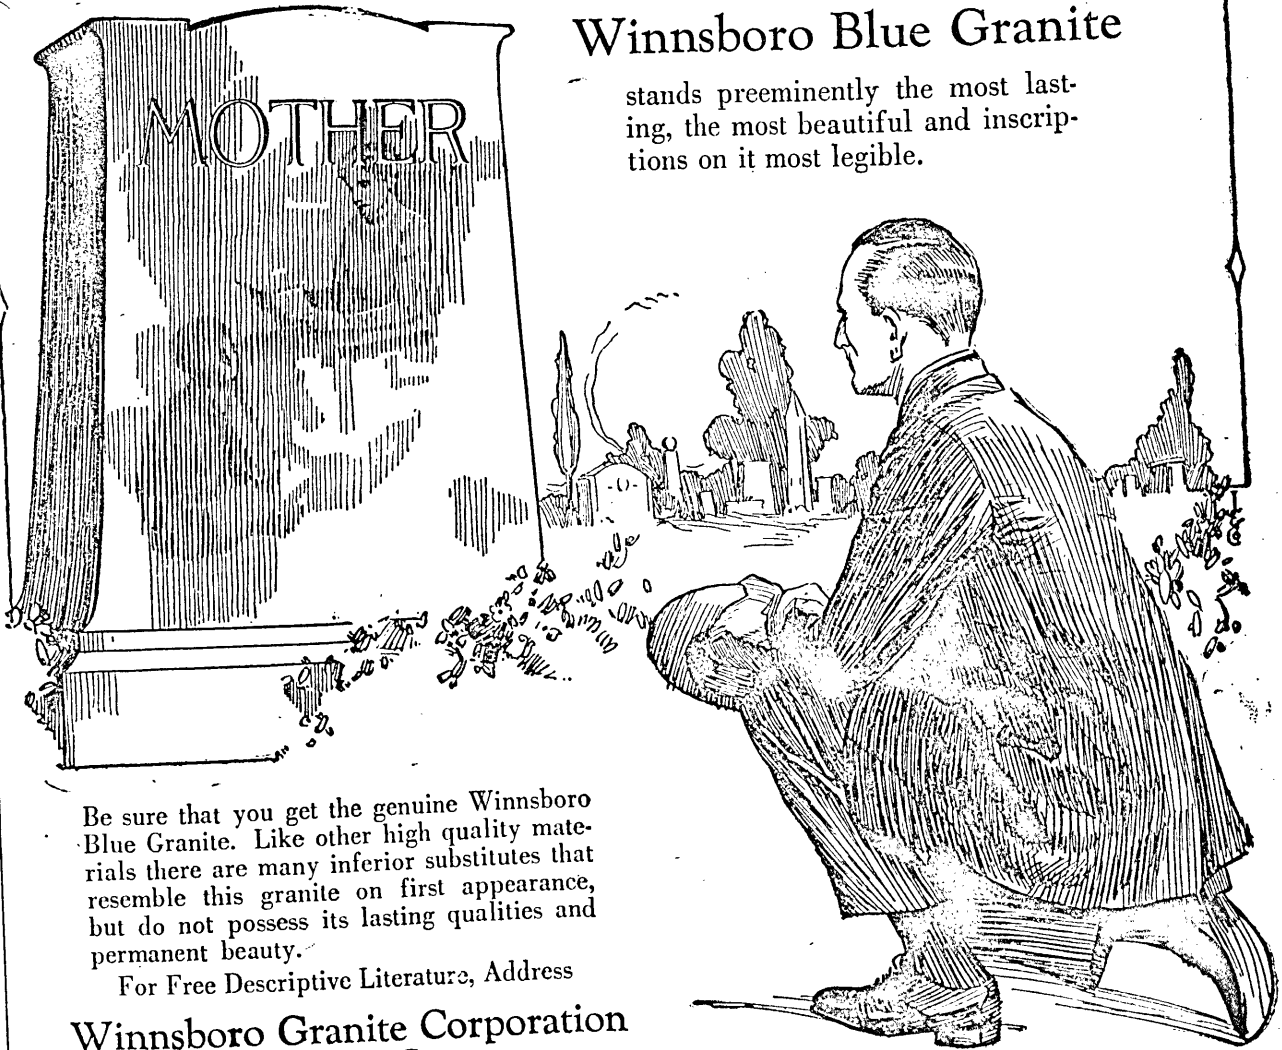 MOTHER
Winnsboro Blue Granite
stands preeminently the most last-
ing, the most beautiful and inscrip-
tions on it most legible.
Be sure that you get the genuine Winnsboro
Blue Granite. Like other high quality mate-
rials there are many inferior substitutes that
resemble this granite on first appearance,
but do not possess its lasting qualities and
permanent beauty.
For Free Descriptive Literature, Address
Winnsboro Granite Corporation